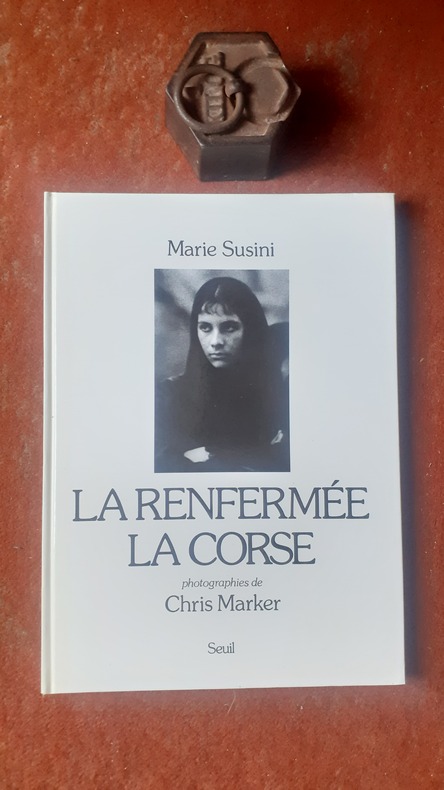 Marie Susini
LA RENFERMÉE
LA CORSE
photographies de
Chris Marker
Seuil